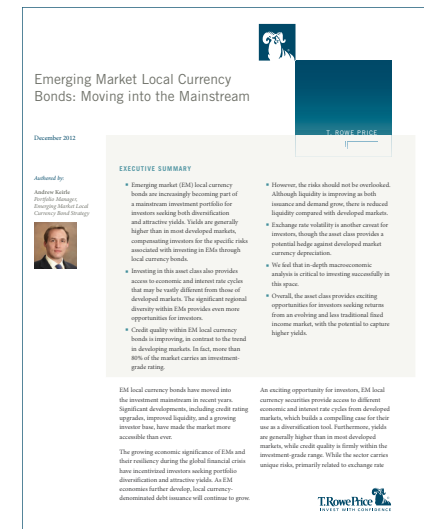 Emerging Market Local Currency
Bonds: Moving into the Mainstream
T. ROWE PRICE
December 2012
Authored by:
Andrew Keirle
Portfolio Manager,
Emerging Market Local
Currency Bond Strategy
EXECUTIVE SUMMARY
■ Emerging market (EM) local currency
bonds are increasingly becoming part of
a mainstream investment portfolio for
investors seeking both diversification
and attractive yields. Yields are generally
higher than in most developed markets,
compensating investors for the specific risks
associated with investing in EMs through
local currency bonds.
■ Investing in this asset class also provides
access to economic and interest rate cycles
that may be vastly different from those of
developed markets. The significant regional
diversity within EMs provides even more
opportunities for investors.
■ Credit quality within EM local currency
bonds is improving, in contrast to the trend
in developing markets. In fact, more than
80% of the market carries an investment-
grade rating.
■ However, the risks should not be overlooked.
Although liquidity is improving as both
issuance and demand grow, there is reduced
liquidity compared with developed markets.
■ Exchange rate volatility is another caveat for
investors, though the asset class provides a
potential hedge against developed market
currency depreciation.
■ We feel that in-depth macroeconomic
analysis is critical to investing successfully in
this space.
■ Overall, the asset class provides exciting
opportunities for investors seeking returns
from an evolving and less traditional fixed
income market, with the potential to capture
higher yields.
EM local currency bonds have moved into
the investment mainstream in recent years.
Significant developments, including credit rating
upgrades, improved liquidity, and a growing
investor base, have made the market more
accessible than ever.
The growing economic significance of EMs and
their resiliency during the global financial crisis
have incentivized investors seeking portfolio
diversification and attractive yields. As EM
economies further develop, local currency-
denominated debt issuance will continue to grow.
An exciting opportunity for investors, EM local
currency securities provide access to different
economic and interest rate cycles from developed
markets, which builds a compelling case for their
use as a diversification tool. Furthermore, yields
are generally higher than in most developed
markets, while credit quality is firmly within the
investment-grade range. While the sector carries
unique risks, primarily related to exchange rate
T.RowePrice
INVEST WITH CONFIDENCE